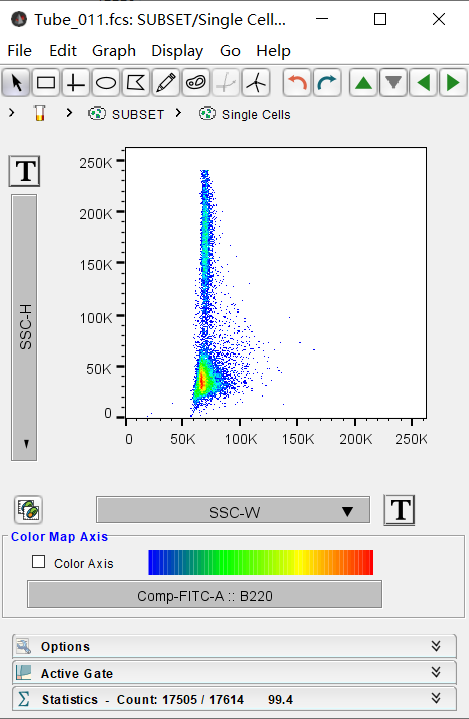 Tube_011.fcs: SUBSET/Single Cell...
File Edit Graph Display Go Help
SUBSET Single Cells
T
250K
200K
150K
100K
50K
0
SSC-H
0 50K 100K 150K 200K 250K
SSC-W
T
Color Map Axis
Color Axis
Comp-FITC-A :: B220
Options
Active Gate
Σ Statistics - Count: 17505 / 17614 99.4